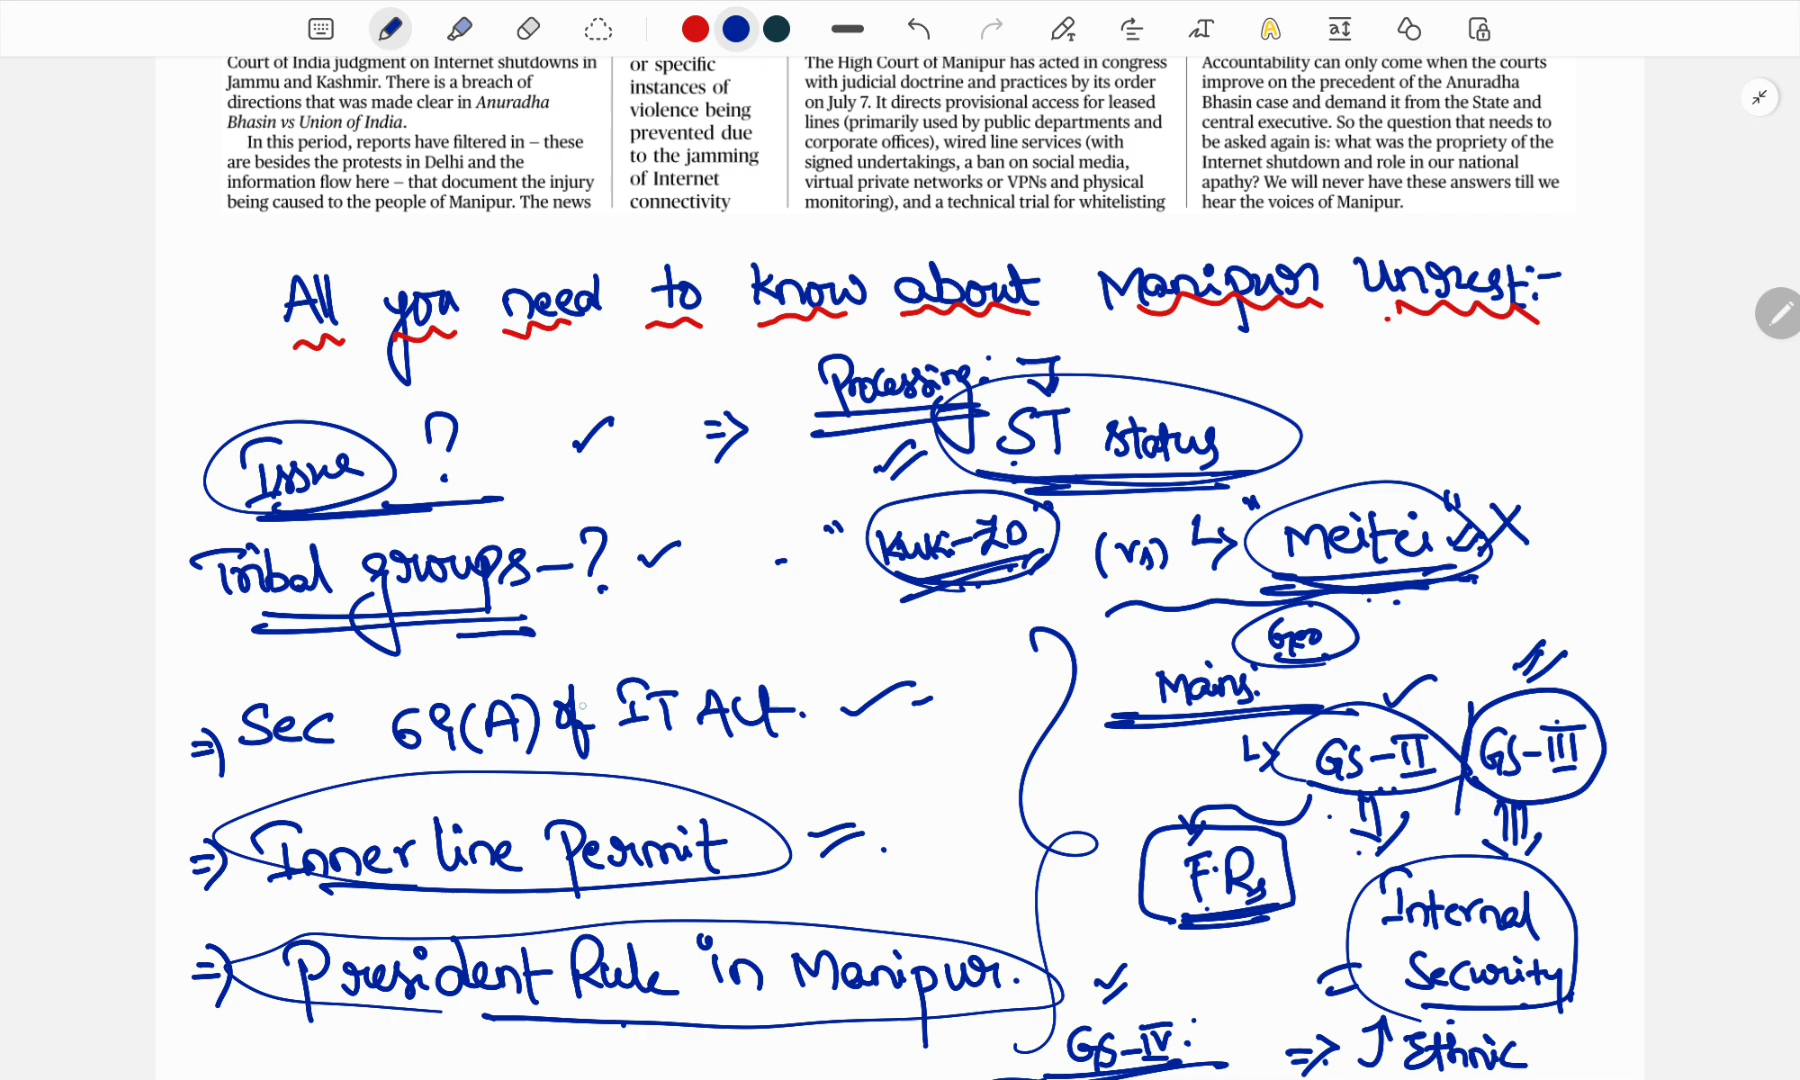 Court of India judgment on Internet shutdowns in
Jammu and Kashmir. There is a breach of
directions that was made clear in Anuradha
Bhasin vs Union of India.
In this period, reports have filtered in – these
are besides the protests in Delhi and the
information flow here – that document the injury
being caused to the people of Manipur. The news
or specific
instances of
violence being
prevented due
to the jamming
of Internet
connectivity
The High Court of Manipur has acted in congress
with judicial doctrine and practices by its order
on July 7. It directs provisional access for leased
lines (primarily used by public departments and
corporate offices), wired line services (with
signed undertakings, a ban on social media,
virtual private networks or VPNs and physical
monitoring), and a technical trial for whitelisting
Accountability can only come when the courts
improve on the precedent of the Anuradha
Bhasin case and demand it from the State and
central executive. So the question that needs to
be asked again is: what was the propriety of the
Internet shutdown and role in our national
apathy? We will never have these answers till we
hear the voices of Manipur.
All you need to know about Manipur Unrest:-
Issue ? ✓ ⇒ Processing: ST status
Tribal groups - ? ✓ "Kuki-Zo" (vs) ↳ "Meitei" X
⇒ Sec 69(A) of IT Act. ✓
⇒ Inner line Permit
⇒ President Rule in Manipur.
Mains.
↳ GS-II | GS-III
F.Rs
Internal
Security
GS-IV.
⇒ ↑ Ethnic